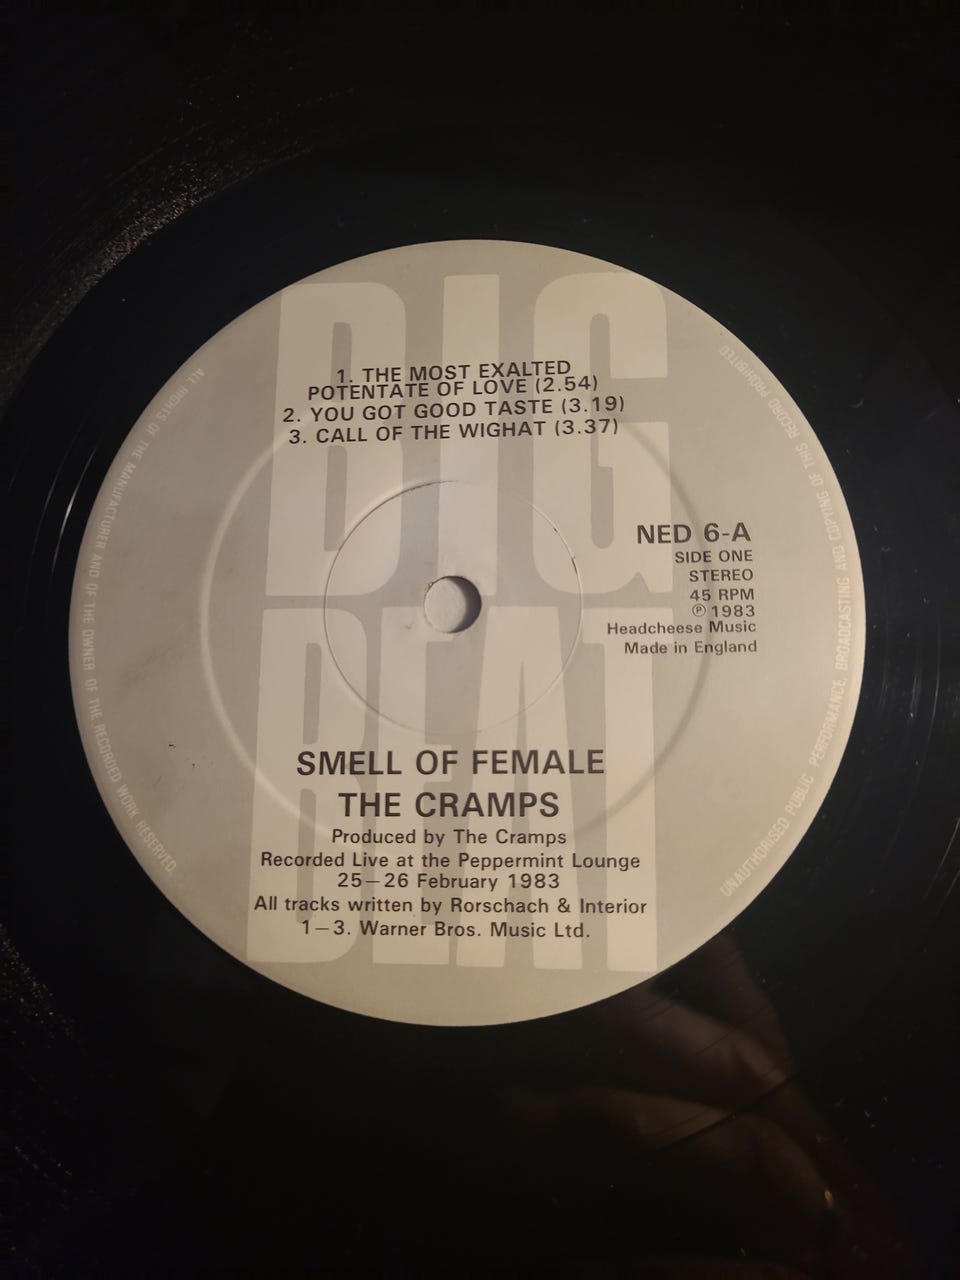 BIG
BEAT
1. THE MOST EXALTED
POTENTATE OF LOVE (2.54)
2. YOU GOT GOOD TASTE (3.19)
3. CALL OF THE WIGHAT (3.37)
NED 6-A
SIDE ONE
STEREO
45 RPM
℗ 1983
Headcheese Music
Made in England
SMELL OF FEMALE
THE CRAMPS
Produced by The Cramps
Recorded Live at the Peppermint Lounge
25–26 February 1983
All tracks written by Rorschach & Interior
1–3. Warner Bros. Music Ltd.
ALL RIGHTS OF THE MANUFACTURER AND OF THE OWNER OF THE RECORDED WORK RESERVED
UNAUTHORISED PUBLIC PERFORMANCE, BROADCASTING AND COPYING OF THIS RECORD PROHIBITED